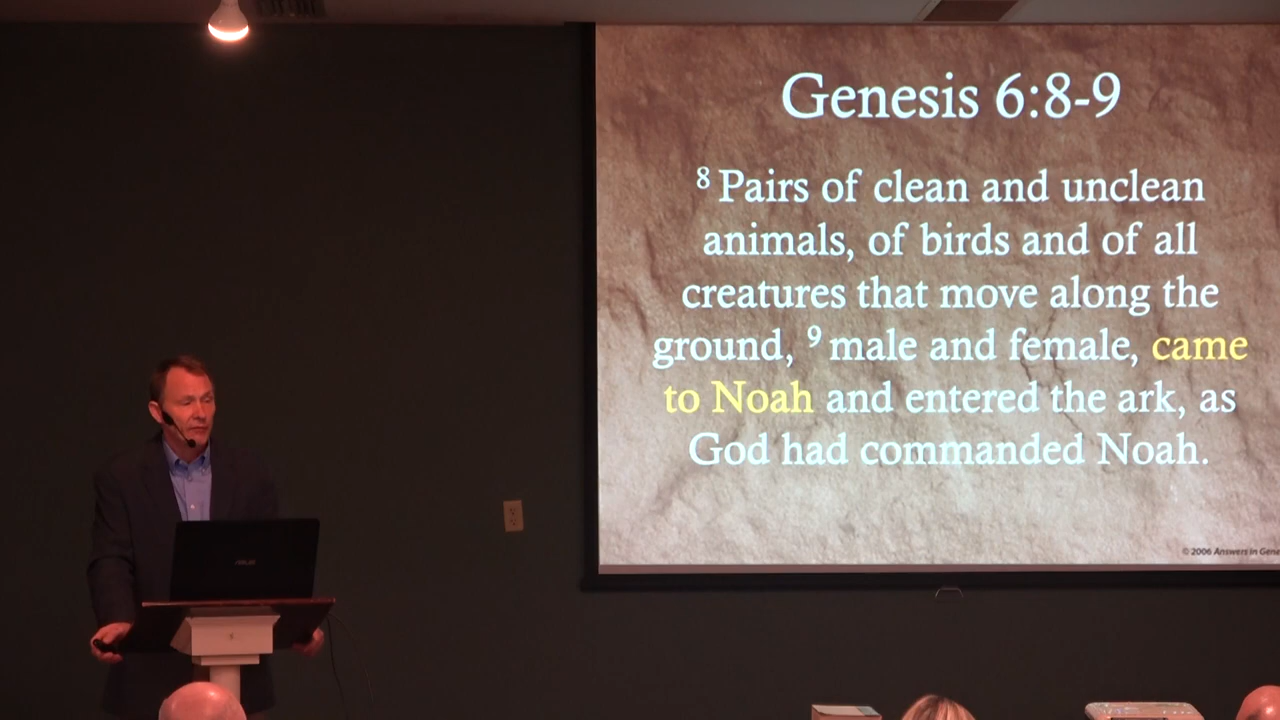 Genesis 6:8-9
8 Pairs of clean and unclean
animals, of birds and of all
creatures that move along the
ground, 9 male and female, came
to Noah and entered the ark, as
God had commanded Noah.
© 2006 Answers in Gene
ASUS